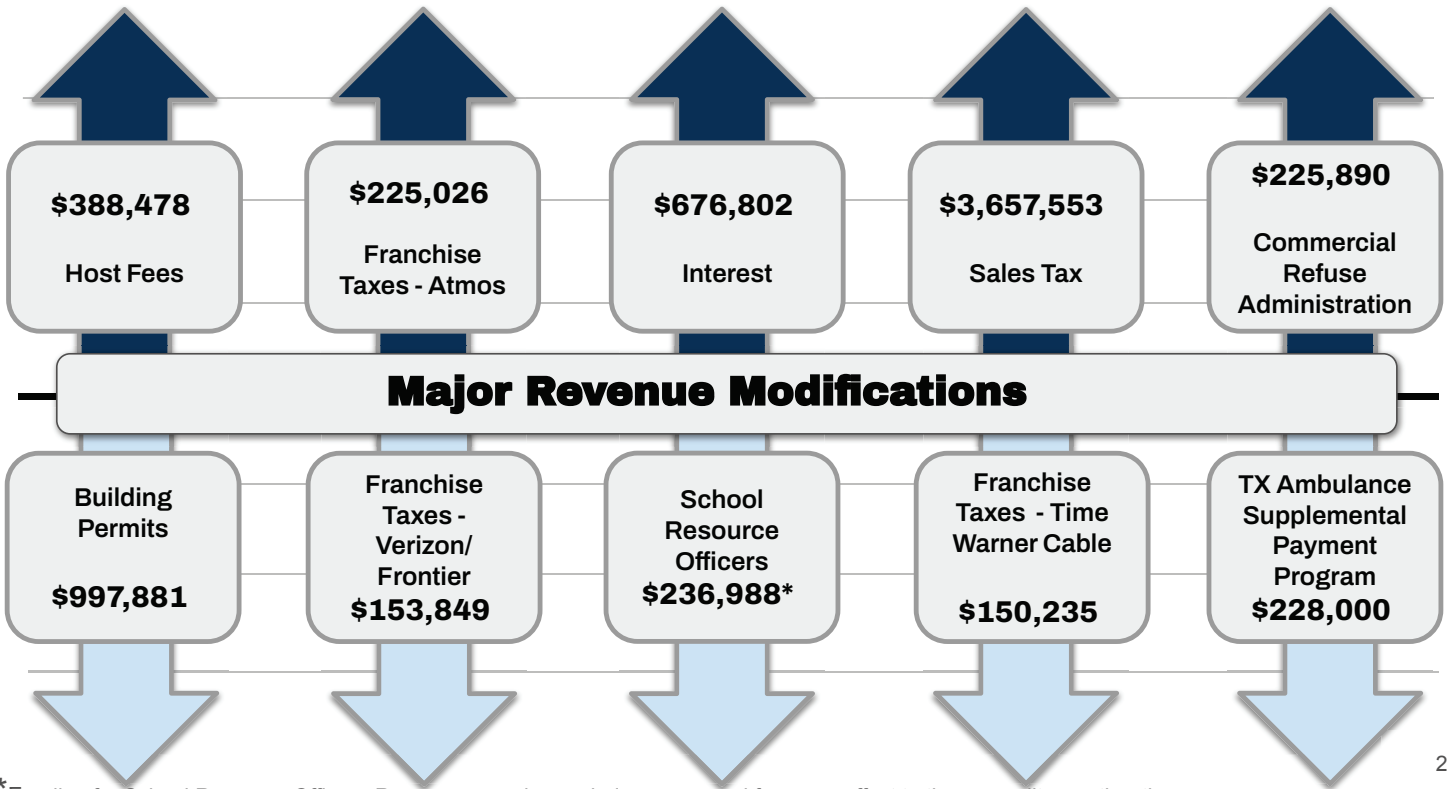 $388,478
Host Fees
$225,026
Franchise
Taxes - Atmos
$676,802
Interest
$3,657,553
Sales Tax
$225,890
Commercial
Refuse
Administration
Major Revenue Modifications
Building
Permits
$997,881
Franchise
Taxes -
Verizon/
Frontier
$153,849
School
Resource
Officers
$236,988*
Franchise
Taxes - Time
Warner Cable
$150,235
TX Ambulance
Supplemental
Payment
Program
$228,000
2